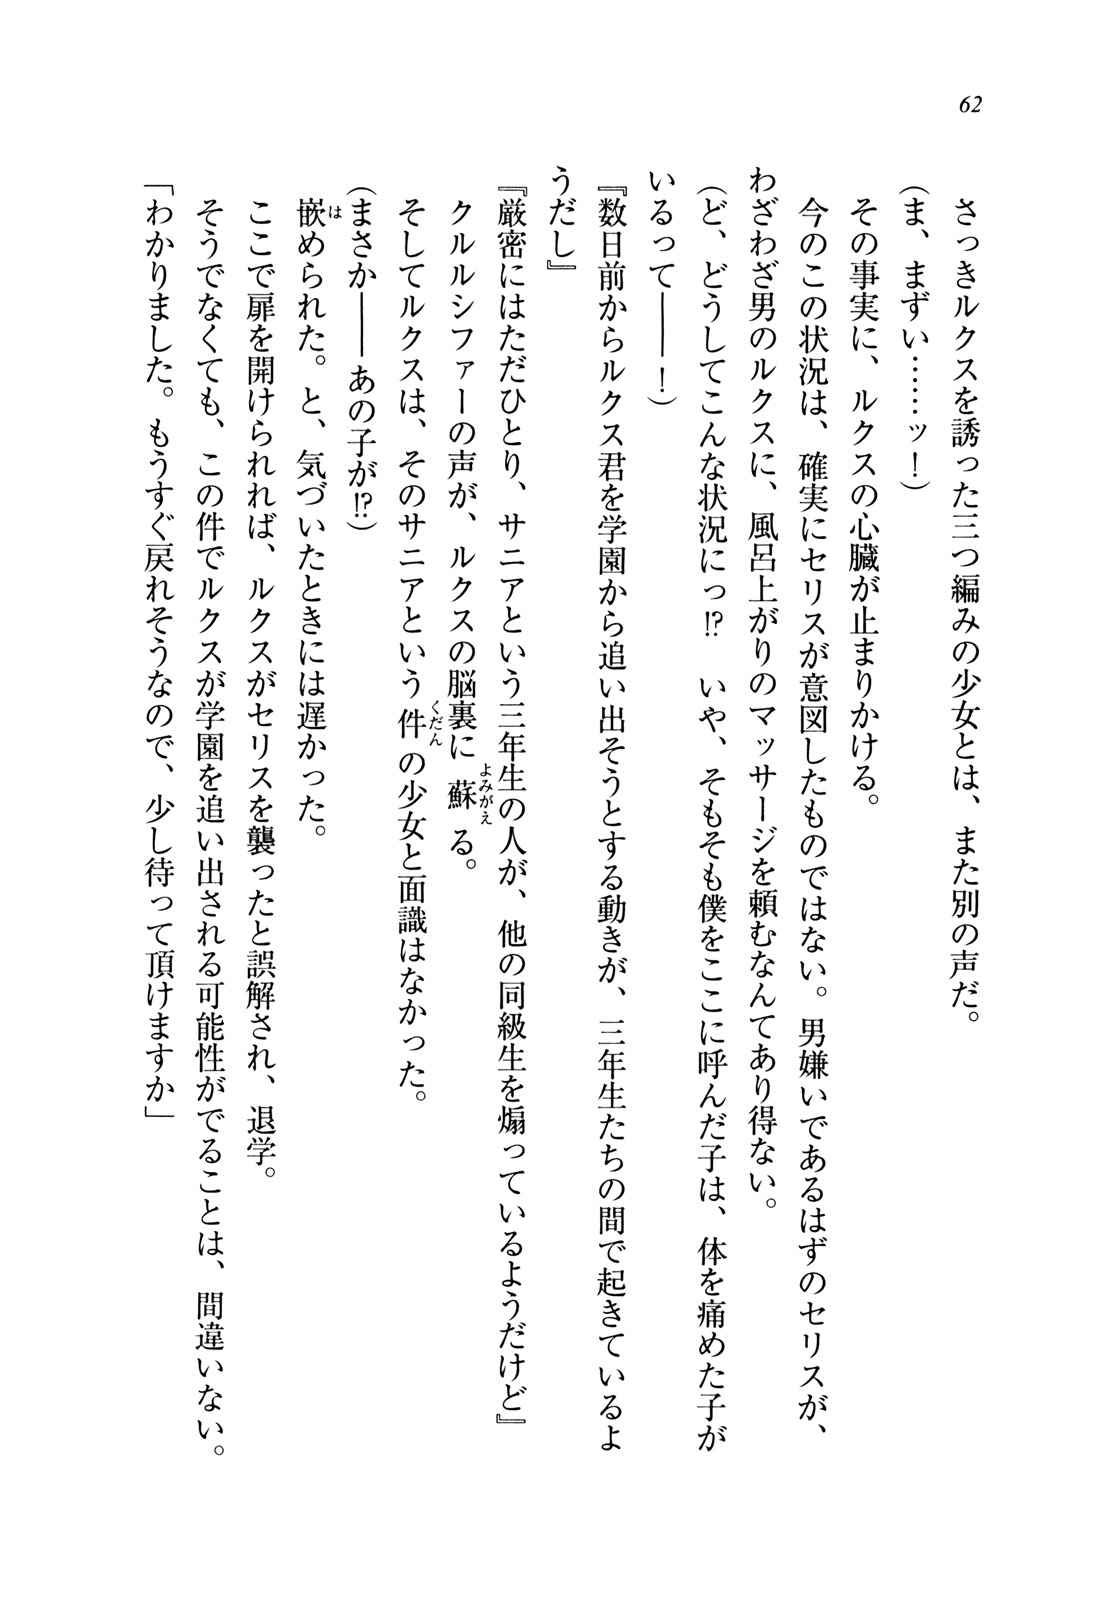 62
さっきルクスを誘った三つ編みの少女とは、また別の声だ。
(ま、まずい……ッ！)
その事実に、ルクスの心臓が止まりかける。
今のこの状況は、確実にセリスが意図したものではない。男嫌いであるはずのセリスが、
わざわざ男のルクスに、風呂上がりのマッサージを頼むなんてあり得ない。
(ど、どうしてこんな状況にっ!?　いや、そもそも僕をここに呼んだ子は、体を痛めた子が
いるって――！)
『数日前からルクス君を学園から追い出そうとする動きが、三年生たちの間で起きているよ
うだし』
『厳密にはただひとり、サニアという三年生の人が、他の同級生を煽っているようだけど』
クルルシファーの声が、ルクスの脳裏に蘇る。
よみがえ
そしてルクスは、そのサニアという件の少女と面識はなかった。
くだん
(まさか――あの子が!?)
嵌められた。と、気づいたときには遅かった。
は
ここで扉を開けられれば、ルクスがセリスを襲ったと誤解され、退学。
そうでなくても、この件でルクスが学園を追い出される可能性がでることは、間違いない。
「わかりました。もうすぐ戻れそうなので、少し待って頂けますか」